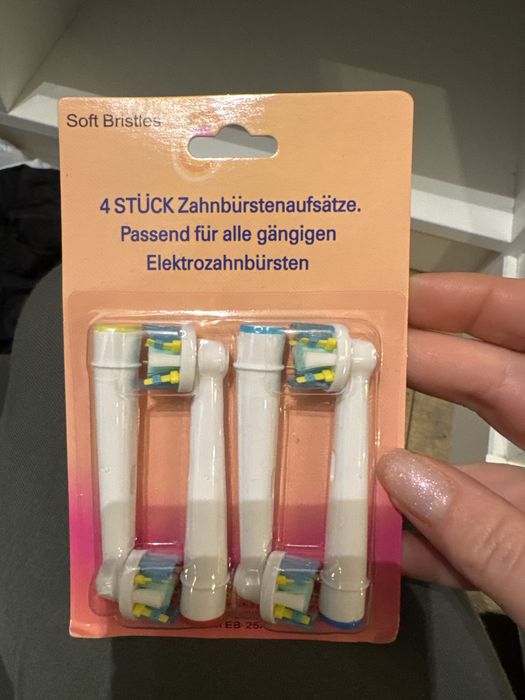 Soft Bristles
4 STÜCK Zahnbürstenaufsätze.
Passend für alle gängigen
Elektrozahnbürsten